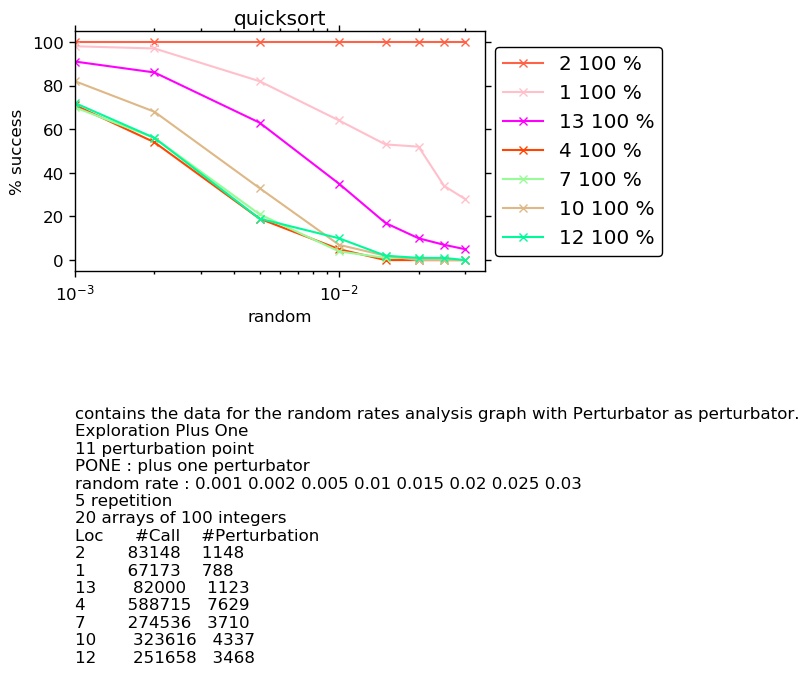 quicksort
100
80
60
40
20
0
% success
10^-3
10^-2
random
2 100 %
1 100 %
13 100 %
4 100 %
7 100 %
10 100 %
12 100 %
contains the data for the random rates analysis graph with Perturbator as perturbator.
Exploration Plus One
11 perturbation point
PONE : plus one perturbator
random rate : 0.001 0.002 0.005 0.01 0.015 0.02 0.025 0.03
5 repetition
20 arrays of 100 integers
Loc #Call #Perturbation
2 83148 1148
1 67173 788
13 82000 1123
4 588715 7629
7 274536 3710
10 323616 4337
12 251658 3468